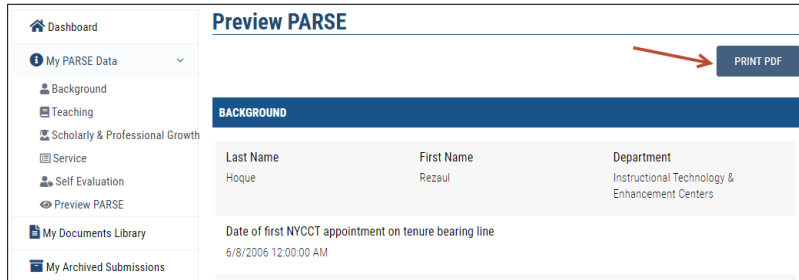 Dashboard
My PARSE Data
Background
Teaching
Scholarly & Professional Growth
Service
Self Evaluation
Preview PARSE
My Documents Library
My Archived Submissions
Preview PARSE
PRINT PDF
BACKGROUND
Last Name First Name Department
Hoque Rezaul Instructional Technology &
Enhancement Centers
Date of first NYCCT appointment on tenure bearing line
6/8/2006 12:00:00 AM